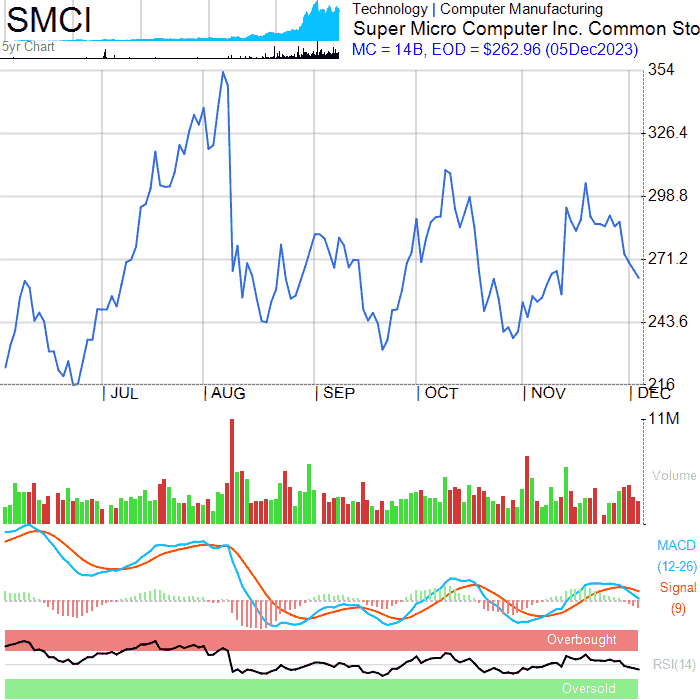 SMCI
5yr Chart
Technology | Computer Manufacturing
Super Micro Computer Inc. Common Sto
MC = 14B, EOD = $262.96 (05Dec2023)
354
326.4
298.8
271.2
243.6
216
JUL
AUG
SEP
OCT
NOV
DEC
11M
Volume
MACD
(12-26)
Signal
(9)
Overbought
RSI(14)
Oversold